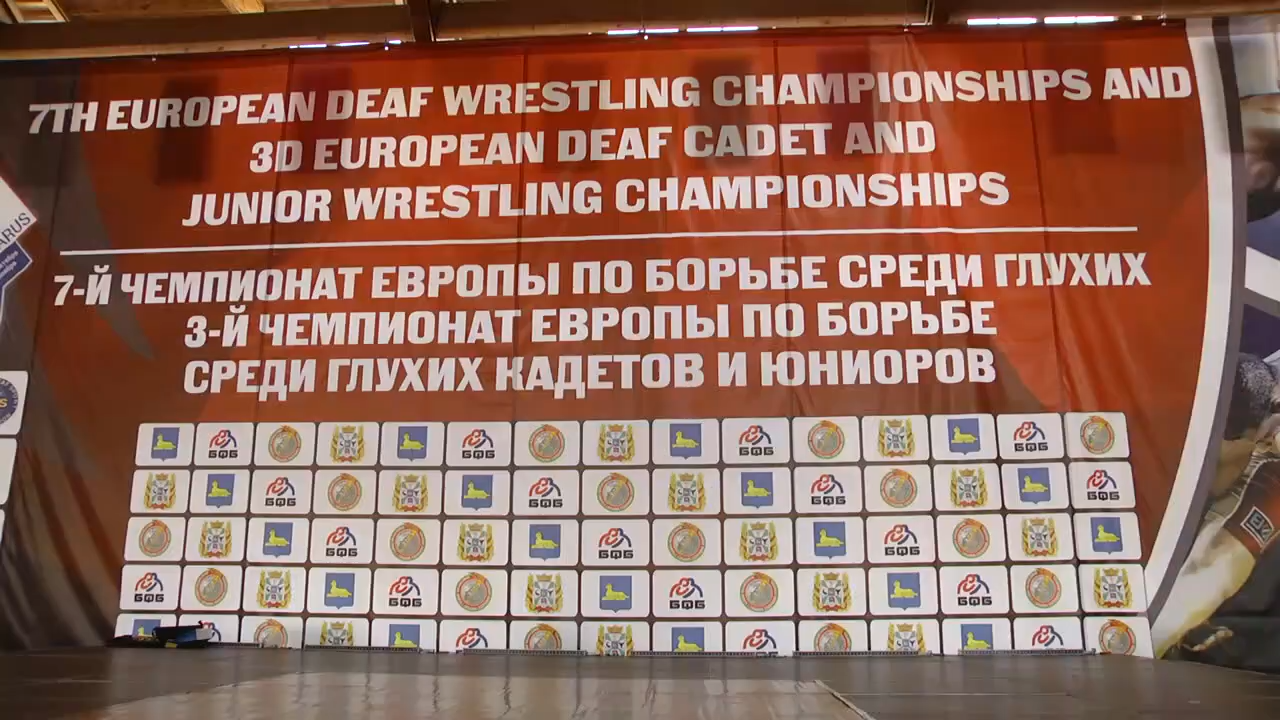 7TH EUROPEAN DEAF WRESTLING CHAMPIONSHIPS AND
3D EUROPEAN DEAF CADET AND
JUNIOR WRESTLING CHAMPIONSHIPS
7-Й ЧЕМПИОНАТ ЕВРОПЫ ПО БОРЬБЕ СРЕДИ ГЛУХИХ
3-Й ЧЕМПИОНАТ ЕВРОПЫ ПО БОРЬБЕ
СРЕДИ ГЛУХИХ КАДЕТОВ И ЮНИОРОВ